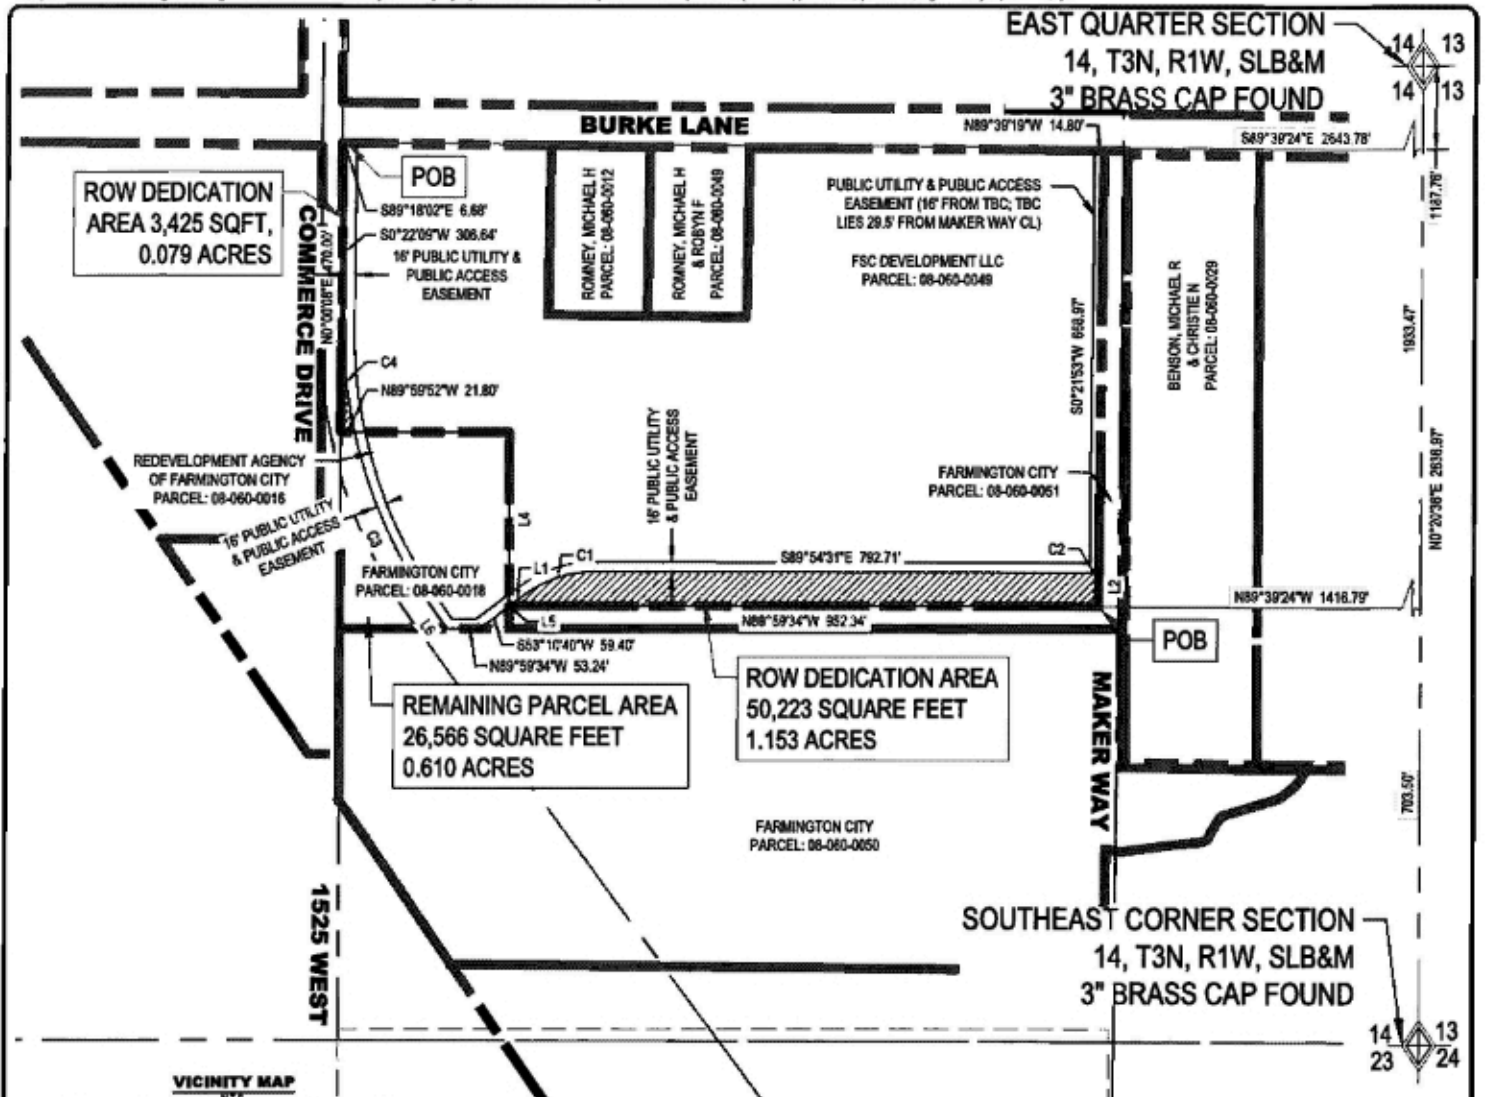 EAST QUARTER SECTION
14, T3N, R1W, SLB&M
3" BRASS CAP FOUND
14 13
14 13
BURKE LANE
N89°39'19"W 14.80'
S89°39'24"E 2643.78'
1187.76'
POB
ROW DEDICATION
AREA 3,425 SQFT,
0.079 ACRES
S89°18'02"E 6.68'
S0°22'09"W 306.64'
16' PUBLIC UTILITY &
PUBLIC ACCESS
EASEMENT
COMMERCE DRIVE
ROMNEY, MICHAEL H
PARCEL: 08-060-0012
ROMNEY, MICHAEL H
& ROBYN F
PARCEL: 08-060-0049
PUBLIC UTILITY & PUBLIC ACCESS
EASEMENT (16' FROM TBC; TBC
LIES 29.5' FROM MAKER WAY CL)
FSC DEVELOPMENT LLC
PARCEL: 08-060-0049
BENSON, MICHAEL R
& CHRISTIE N
PARCEL: 08-060-0029
1933.47'
S0°21'53"W 668.97'
C4
N89°59'52"W 21.80'
REDEVELOPMENT AGENCY
OF FARMINGTON CITY
PARCEL: 08-060-0016
16' PUBLIC UTILITY
& PUBLIC ACCESS
EASEMENT
16' PUBLIC UTILITY
& PUBLIC ACCESS
EASEMENT
FARMINGTON CITY
PARCEL: 08-060-0051
N0°20'36"E 2636.97'
L4
C3
L1
C1
S89°54'31"E 792.71'
C2
L2
FARMINGTON CITY
PARCEL: 08-060-0018
N89°39'24"W 1416.79'
L6
L5
N88°59'34"W 952.34'
S53°10'40"W 59.40'
N89°59'34"W 53.24'
POB
ROW DEDICATION AREA
50,223 SQUARE FEET
1.153 ACRES
REMAINING PARCEL AREA
26,566 SQUARE FEET
0.610 ACRES
MAKER WAY
703.50'
FARMINGTON CITY
PARCEL: 08-060-0050
1525 WEST
SOUTHEAST CORNER SECTION
14, T3N, R1W, SLB&M
3" BRASS CAP FOUND
14 13
23 24
VICINITY MAP